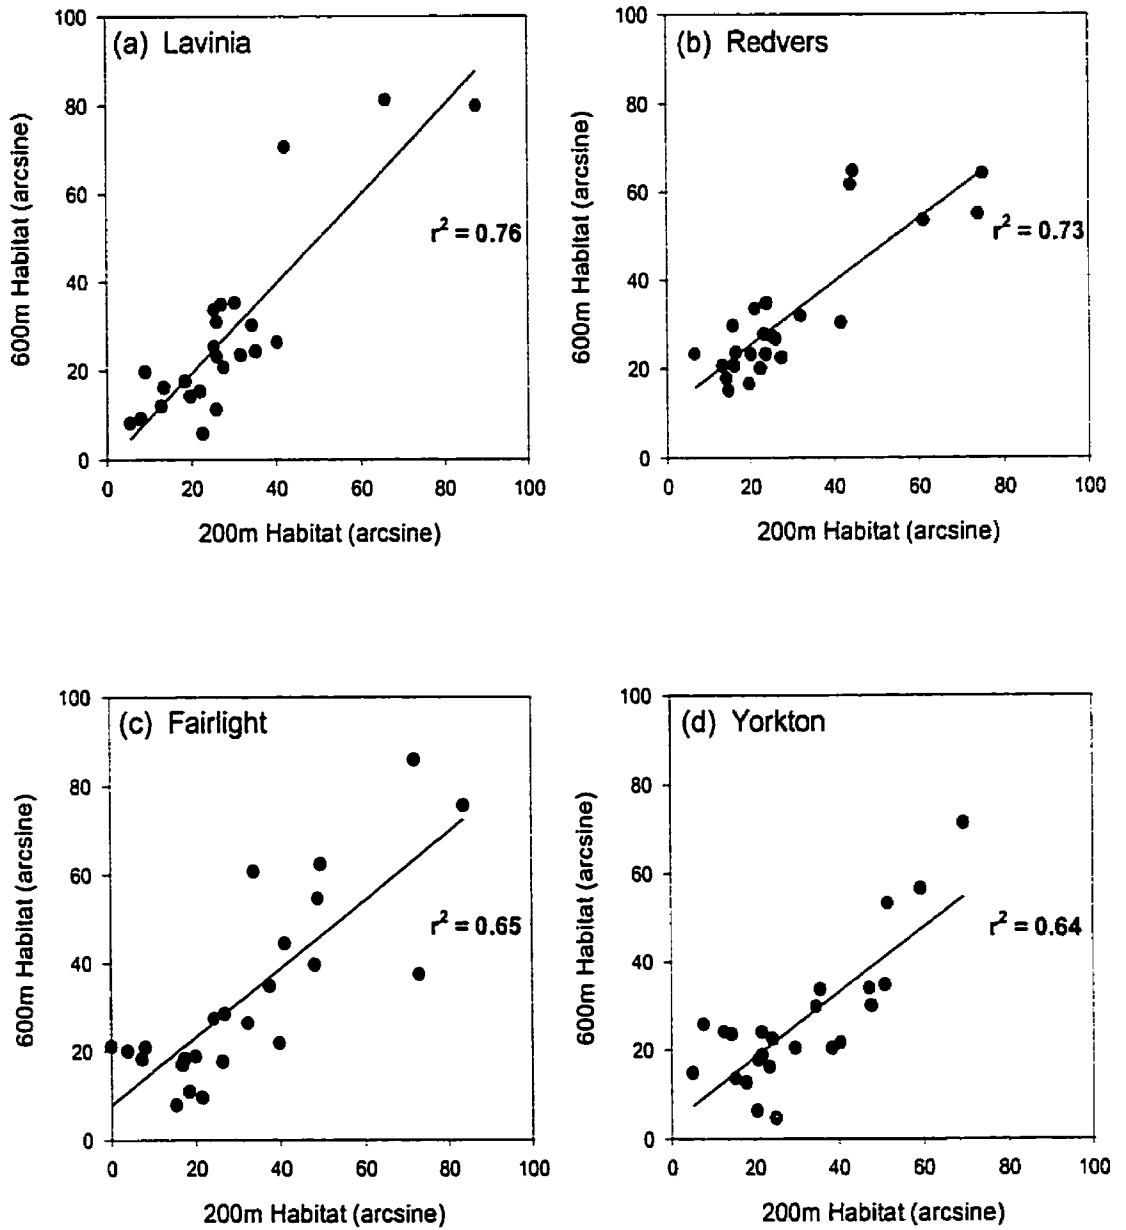 (a) Lavinia
100
80
60
40
20
0
0 20 40 60 80 100
600m Habitat (arcsine)
200m Habitat (arcsine)
r² = 0.76
(b) Redvers
100
80
60
40
20
0
0 20 40 60 80 100
600m Habitat (arcsine)
200m Habitat (arcsine)
r² = 0.73
(c) Fairlight
100
80
60
40
20
0
0 20 40 60 80 100
600m Habitat (arcsine)
200m Habitat (arcsine)
r² = 0.65
(d) Yorkton
100
80
60
40
20
0
0 20 40 60 80 100
600m Habitat (arcsine)
200m Habitat (arcsine)
r² = 0.64